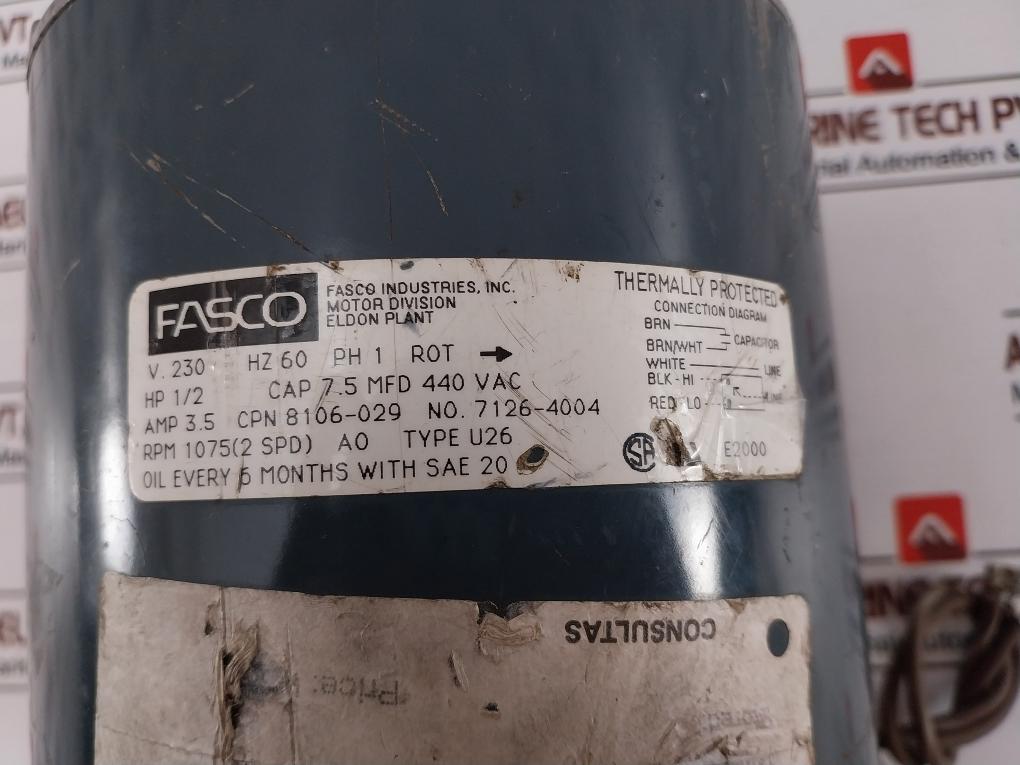 FASCO
FASCO INDUSTRIES, INC.
MOTOR DIVISION
ELDON PLANT
V. 230 HZ 60 PH 1 ROT →
HP 1/2 CAP 7.5 MFD 440 VAC
AMP 3.5 CPN 8106-029 NO. 7126-4004
RPM 1075(2 SPD) AO TYPE U26
OIL EVERY 6 MONTHS WITH SAE 20
THERMALLY PROTECTED
CONNECTION DIAGRAM
BRN
BRN/WHT CAPACITOR
WHITE LINE
BLK - HI
RED LO LINE
SA E2000
CONSULTAS
Price:
RINE TECH PV
rial Automation &